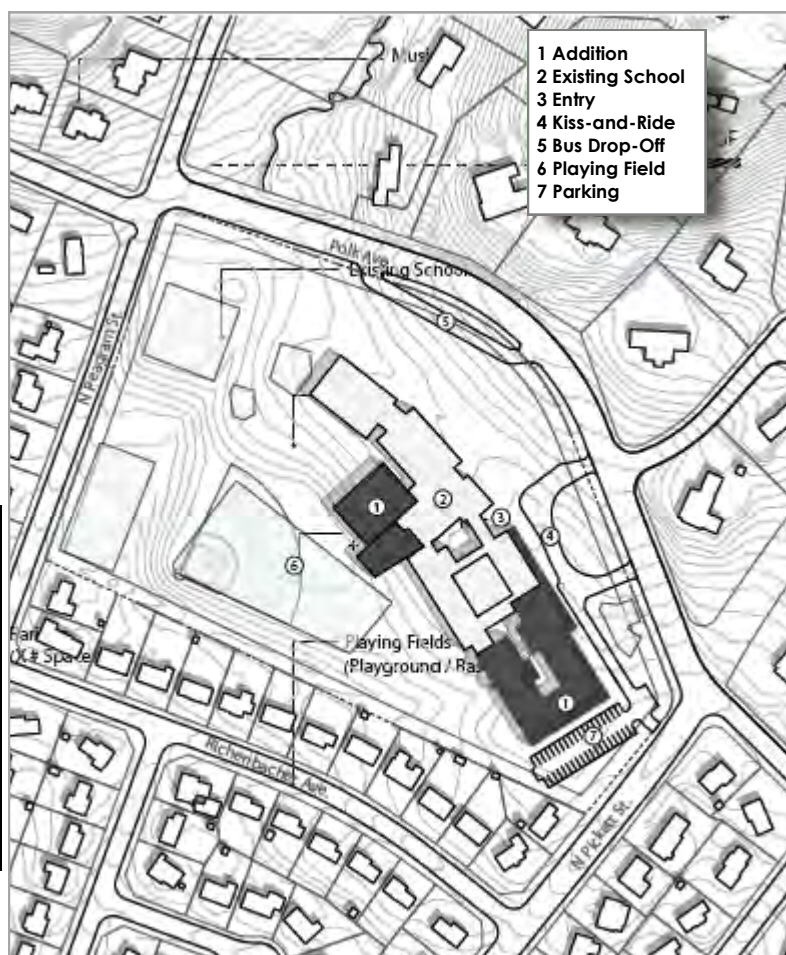 1 Addition
2 Existing School
3 Entry
4 Kiss-and-Ride
5 Bus Drop-Off
6 Playing Field
7 Parking
Polk Ave.
Existing School
5
N Peagram St.
1
2
3
4
6
Playing Fields
(Playground /
(X # Space
1
7
Richenbacher Ave.
N Pickett St.